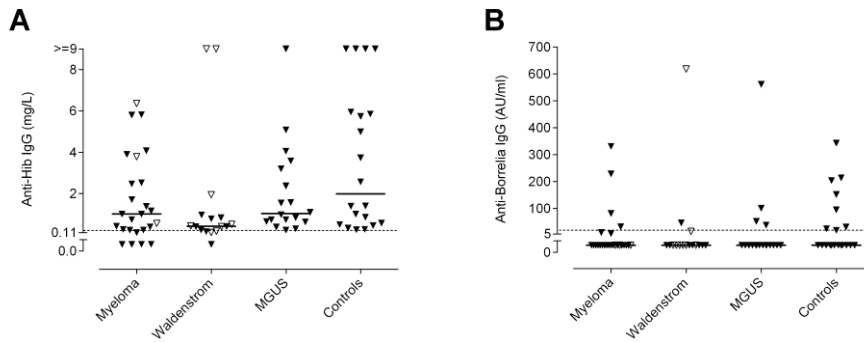 A
Anti-Hib IgG (mg/L)
>=9
8
6
4
2
0.11
0.0
Myeloma
Waldenstrom
MGUS
Controls
B
Anti-Borrelia IgG (AU/ml)
700
600
500
400
300
200
100
5
0
Myeloma
Waldenstrom
MGUS
Controls